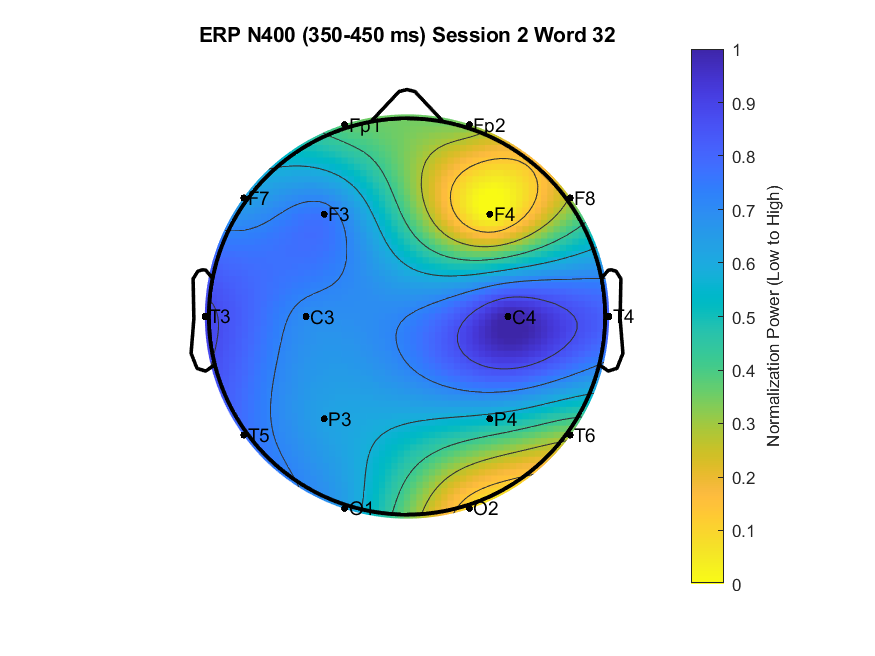 ERP N400 (350-450 ms) Session 2 Word 32
Fp1
Fp2
F7
F3
F4
F8
T3
C3
C4
T4
T5
P3
P4
T6
O1
O2
1
0.9
0.8
0.7
0.6
0.5
0.4
0.3
0.2
0.1
0
Normalization Power (Low to High)